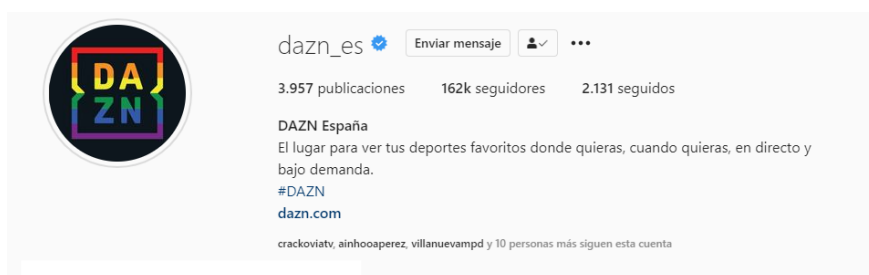 DA
ZN
dazn_es Enviar mensaje
3.957 publicaciones 162k seguidores 2.131 seguidos
DAZN España
El lugar para ver tus deportes favoritos donde quieras, cuando quieras, en directo y
bajo demanda.
#DAZN
dazn.com
crackoviatv, ainhooaperez, villanuevampd y 10 personas más siguen esta cuenta